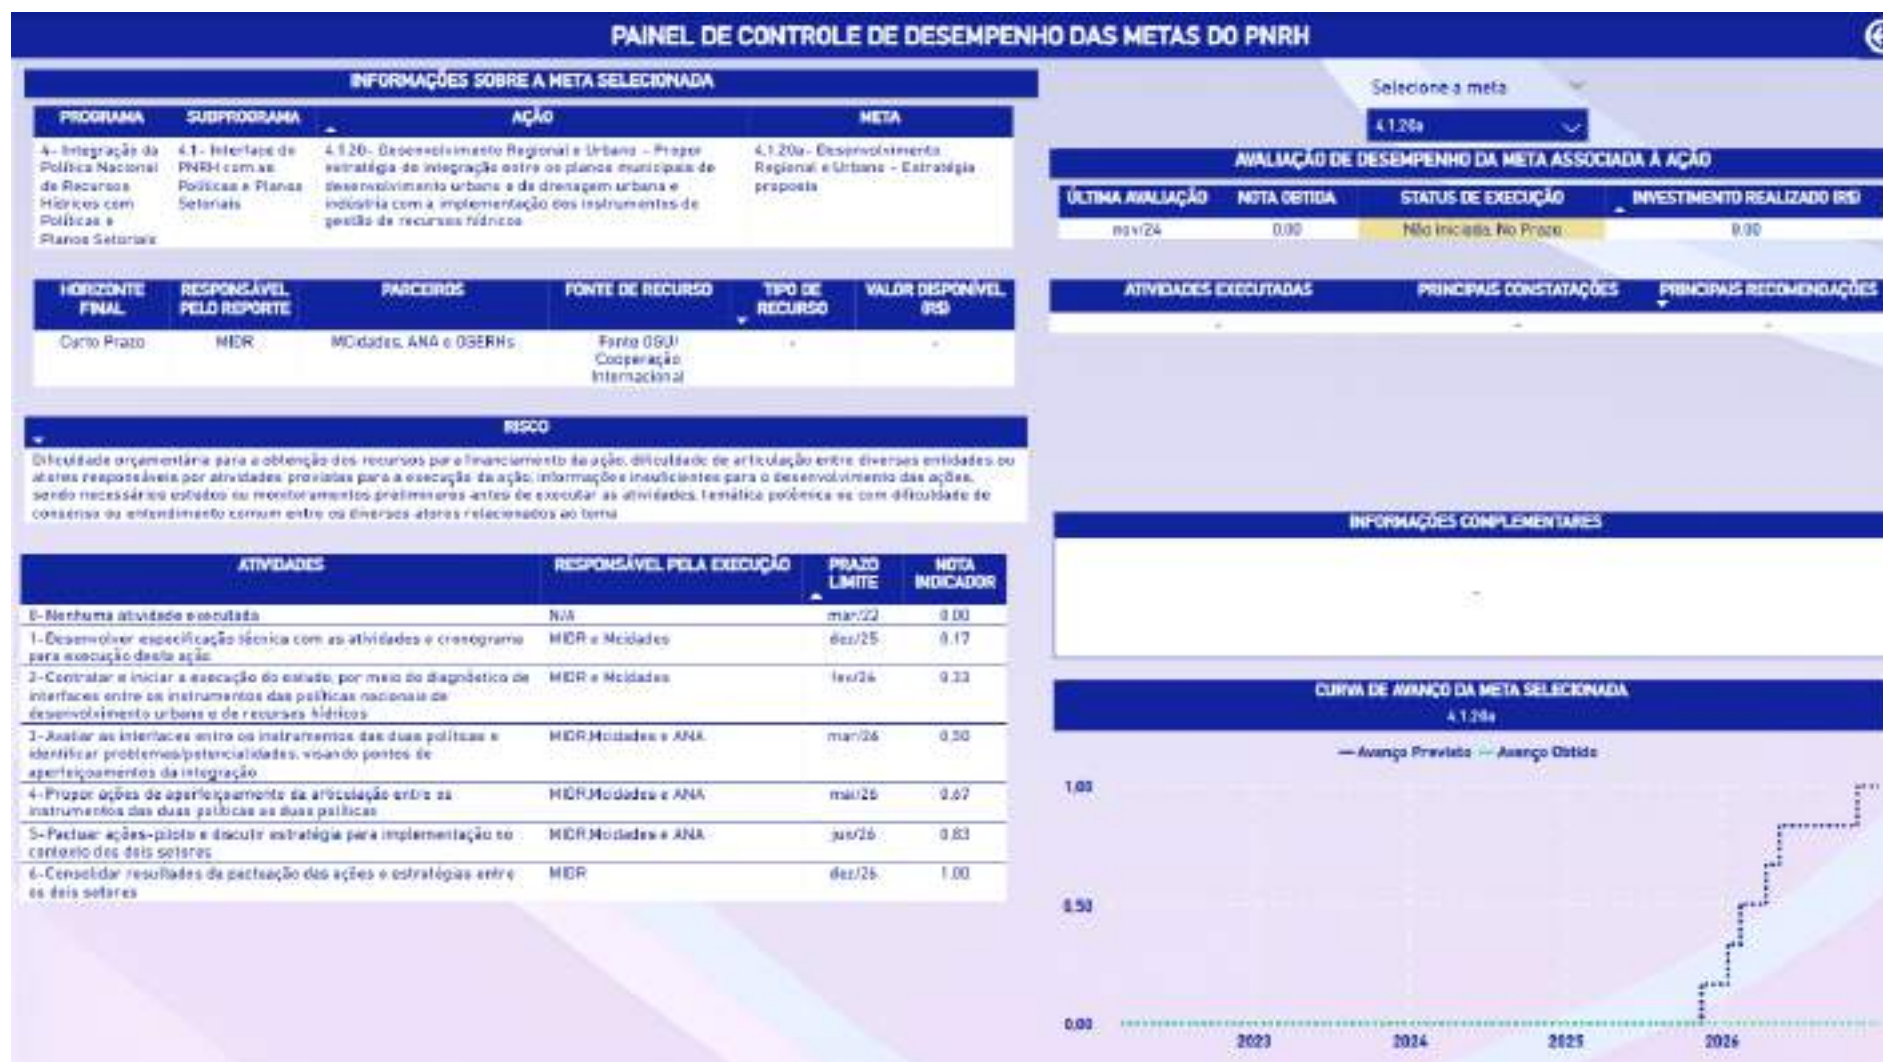 PAINEL DE CONTROLE DE DESEMPENHO DAS METAS DO PNRH
INFORMAÇÕES SOBRE A META SELECIONADA
PROGRAMA
SUBPROGRAMA
AÇÃO
META
4- Integração da
Política Nacional
de Recursos
Hídricos com
Políticas e
Planos Setoriais
4.1- Interface do
PNRH com as
Políticas e Planos
Setoriais
4.1.20- Desenvolvimento Regional e Urbano - Propor
estratégia de integração entre os planos municipais de
desenvolvimento urbano e da drenagem urbana e
indústria com a implementação dos instrumentos de
gestão de recursos hídricos
4.1.20a- Desenvolvimento
Regional e Urbano - Estratégia
proposta
HORIZONTE
FINAL
RESPONSÁVEL
PELO REPORTE
PARCEIROS
FONTE DE RECURSO
TIPO DE
RECURSO
VALOR DISPONÍVEL
(R$)
Curto Prazo
MIDR
MCidades, ANA e OGERHs
Fonte OGU/
Cooperação
Internacional
-
-
RISCO
Dificuldade orçamentária para a obtenção dos recursos para financiamento da ação, dificuldade de articulação entre diversas entidades ou
atores responsáveis por atividades previstas para a execução da ação, informações insuficientes para o desenvolvimento das ações,
sendo necessários estudos ou monitoramentos preliminares antes de executar as atividades, temática polêmica ou com dificuldade de
consenso ou entendimento comum entre os diversos atores relacionados ao tema
ATIVIDADES
RESPONSÁVEL PELA EXECUÇÃO
PRAZO
LIMITE
NOTA
INDICADOR
0-Nenhuma atividade executada
N/A
mar/22
0.00
1-Desenvolver especificação técnica com as atividades e cronograma
para execução desta ação.
MIDR e Mcidades
dez/25
0.17
2-Contratar e iniciar a execução do estudo, por meio do diagnóstico de
interfaces entre os instrumentos das políticas nacionais de
desenvolvimento urbano e de recursos hídricos
MIDR e Mcidades
fev/26
0.33
3-Avaliar as interfaces entre os instrumentos das duas políticas e
identificar problemas/potencialidades, visando pontos de
aperfeiçoamentos da integração
MIDR,Mcidades e ANA
mar/26
0,50
4-Propor ações de aperfeiçoamento da articulação entre os
instrumentos das duas políticas as duas políticas
MIDR,Mcidades e ANA
mai/26
0.67
5-Pactuar ações-piloto e discutir estratégia para implementação no
contexto dos dois setores
MIDR,Mcidades e ANA
jun/26
0,83
6-Consolidar resultados da pactuação das ações e estratégias entre
os dois setores
MIDR
dez/26
1.00
Selecione a meta
4.1.20a
AVALIAÇÃO DE DESEMPENHO DA META ASSOCIADA À AÇÃO
ÚLTIMA AVALIAÇÃO
NOTA OBTIDA
STATUS DE EXECUÇÃO
INVESTIMENTO REALIZADO (R$)
nov/24
0.00
Não Iniciada, No Prazo
0.00
ATIVIDADES EXECUTADAS
PRINCIPAIS CONSTATAÇÕES
PRINCIPAIS RECOMENDAÇÕES
-
-
-
INFORMAÇÕES COMPLEMENTARES
-
CURVA DE AVANÇO DA META SELECIONADA
4.1.20a
Avanço Previsto
Avanço Obtido
1,00
0,50
0,00
2023
2024
2025
2026